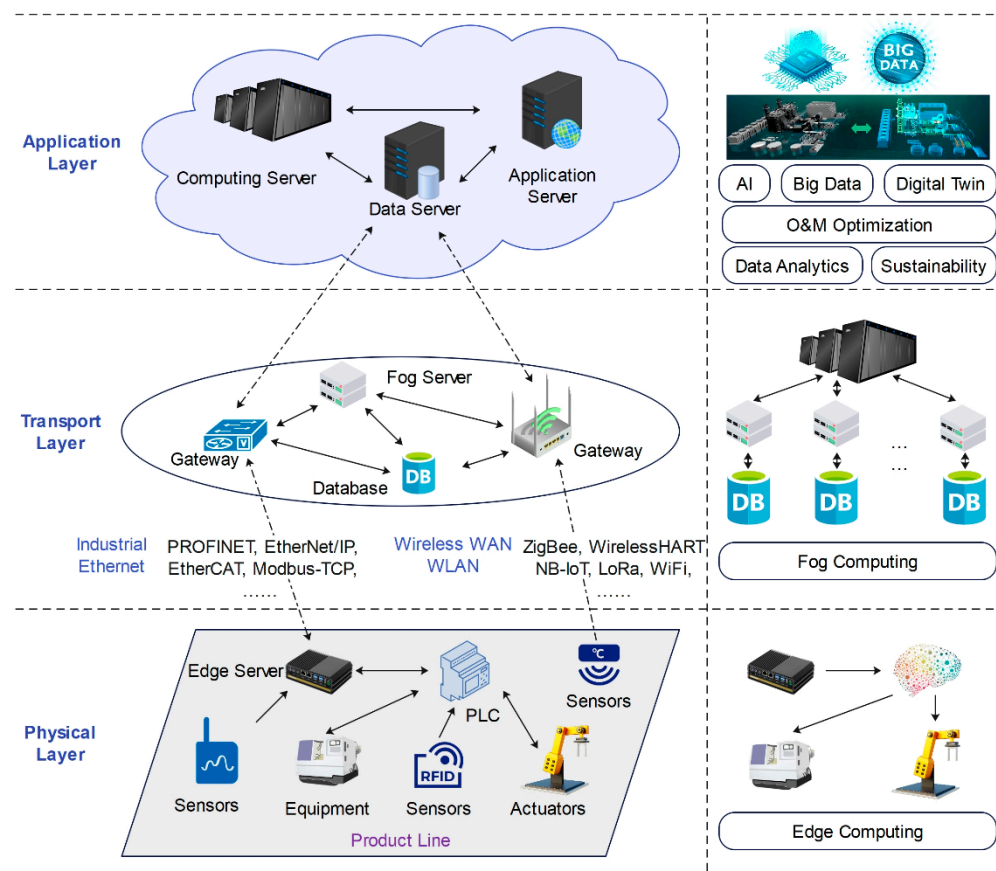 Application
Layer
Computing Server
Data Server
Application
Server
BIG
DATA
AI
Big Data
Digital Twin
O&M Optimization
Data Analytics
Sustainability
Transport
Layer
Fog Server
Gateway
V
Database
DB
Gateway
Industrial
Ethernet
PROFINET, EtherNet/IP,
EtherCAT, Modbus-TCP,
......
Wireless WAN
WLAN
ZigBee, WirelessHART
NB-IoT, LoRa, WiFi,
......
...
...
DB
DB
DB
Fog Computing
Physical
Layer
Edge Server
PLC
°C
Sensors
Sensors
Equipment
RFID
Sensors
Actuators
Product Line
Edge Computing